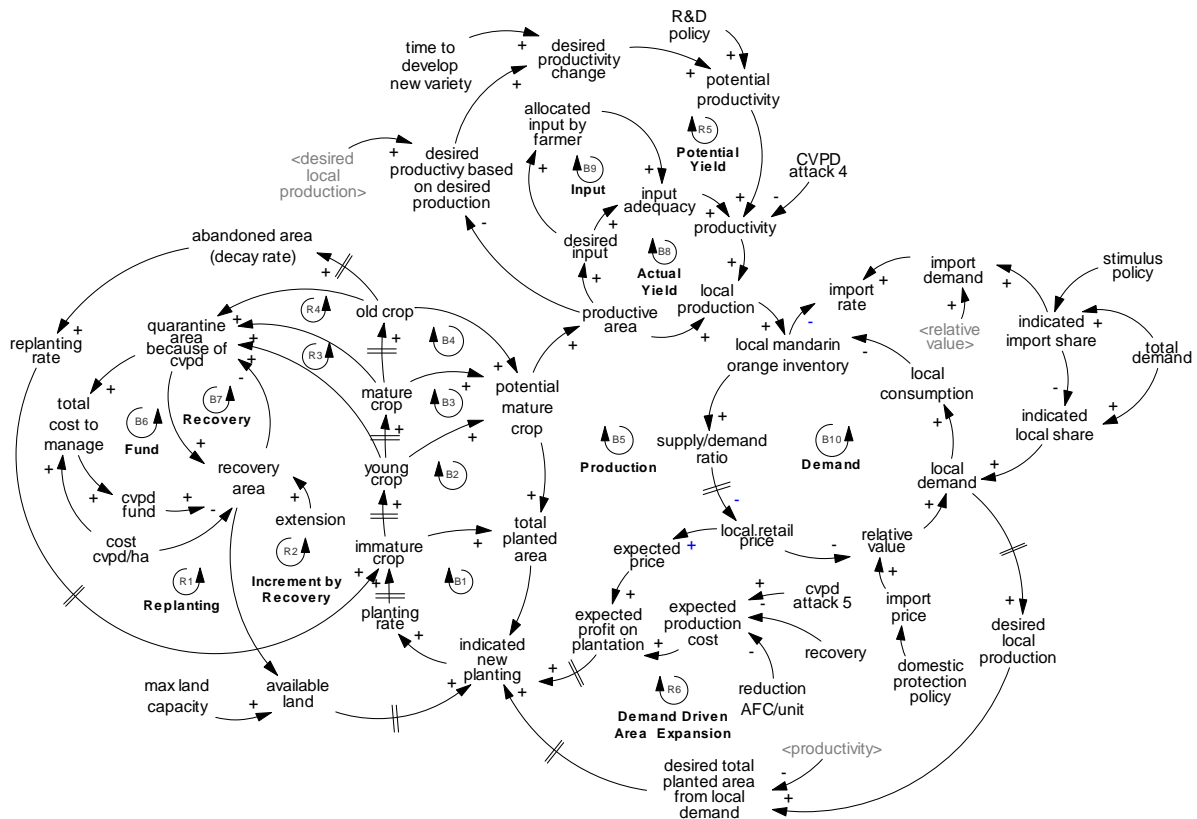 R&D
policy
time to
develop
new variety
desired
productivity
change
potential
productivity
allocated
input by
farmer
R5
Potential
Yield
<desired
local
production>
desired
productivy based
on desired
production
B9
Input
CVPD
attack 4
input
adequacy
productivity
abandoned area
(decay rate)
desired
input
B8
Actual
Yield
import
demand
stimulus
policy
R4
old crop
B4
productive
area
local
production
import
rate
<relative
value>
indicated
import share
replanting
rate
quarantine
area
because of
cvpd
R3
local mandarin
orange inventory
total
demand
total
cost to
manage
B6
Fund
B7
Recovery
mature
crop
B3
potential
mature
crop
local
consumption
indicated
local share
B5
Production
supply/demand
ratio
B10
Demand
recovery
area
young
crop
B2
local
demand
cvpd
fund
extension
total
planted
area
local retail
price
cost
cvpd/ha
R2
Increment by
Recovery
immature
crop
B1
expected
price
relative
value
R1
Replanting
planting
rate
expected
profit on
plantation
expected
production
cost
cvpd
attack 5
import
price
desired
local
production
recovery
indicated
new
planting
domestic
protection
policy
max land
capacity
available
land
R6
Demand Driven
Area Expansion
reduction
AFC/unit
<productivity>
desired total
planted area
from local
demand